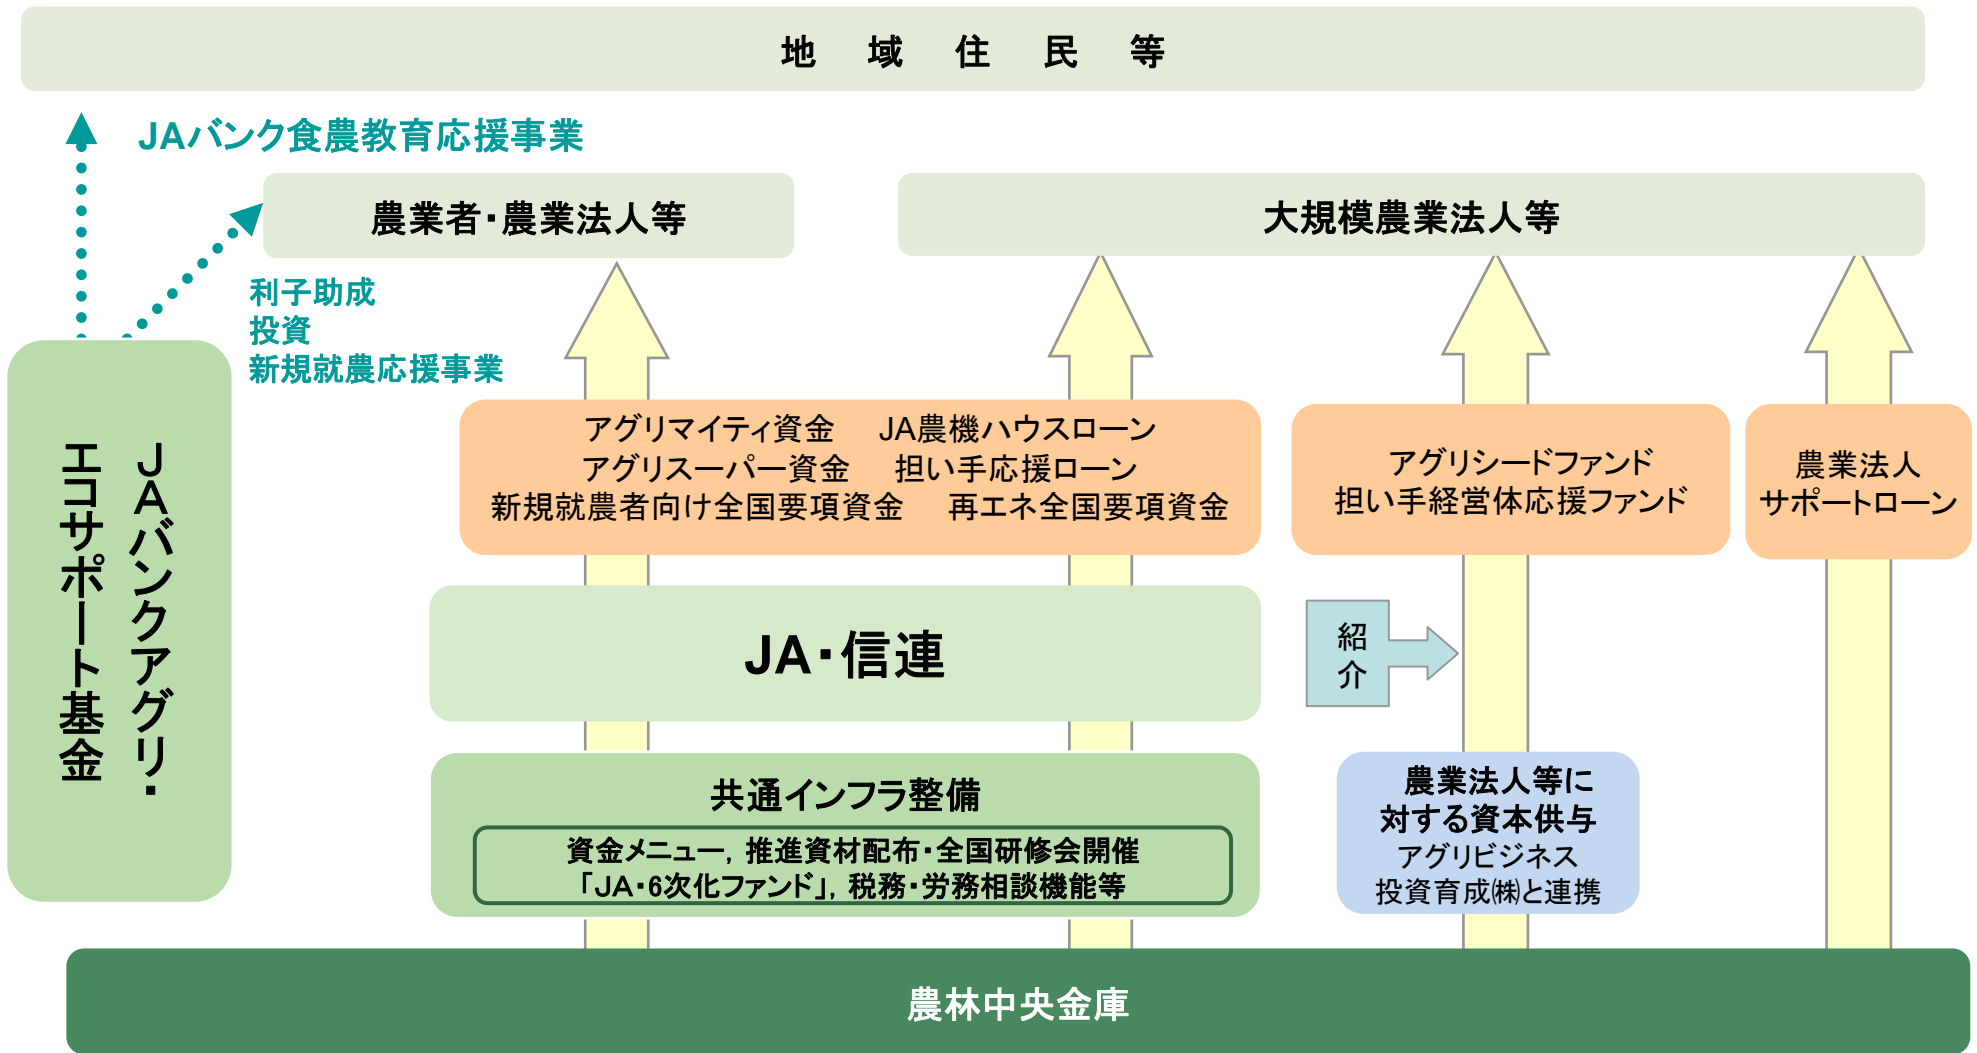 地域住民等
JAバンク食農教育応援事業
農業者・農業法人等
大規模農業法人等
利子助成
投資
新規就農応援事業
JAバンクアグリ・
エコサポート基金
アグリマイティ資金 JA農機ハウスローン
アグリスーパー資金 担い手応援ローン
新規就農者向け全国要項資金 再エネ全国要項資金
アグリシードファンド
担い手経営体応援ファンド
農業法人
サポートローン
JA・信連
紹
介
共通インフラ整備
資金メニュー，推進資材配布・全国研修会開催
「JA・6次化ファンド」，税務・労務相談機能等
農業法人等に
対する資本供与
アグリビジネス
投資育成㈱と連携
農林中央金庫